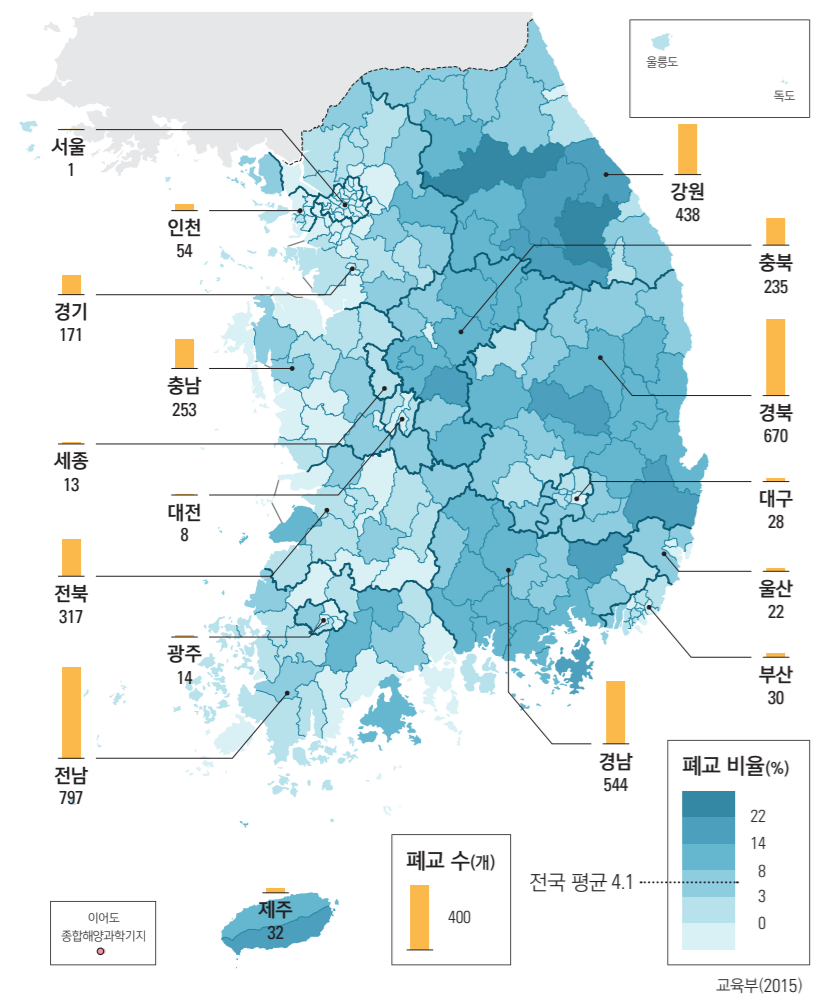 울릉도
독도
서울
1
인천
54
경기
171
충남
253
세종
13
대전
8
전북
317
광주
14
전남
797
강원
438
충북
235
경북
670
대구
28
울산
22
부산
30
경남
544
제주
32
이어도
종합해양과학기지
폐교 수(개)
400
폐교 비율(%)
22
14
8
전국 평균 4.1
3
0
교육부(2015)